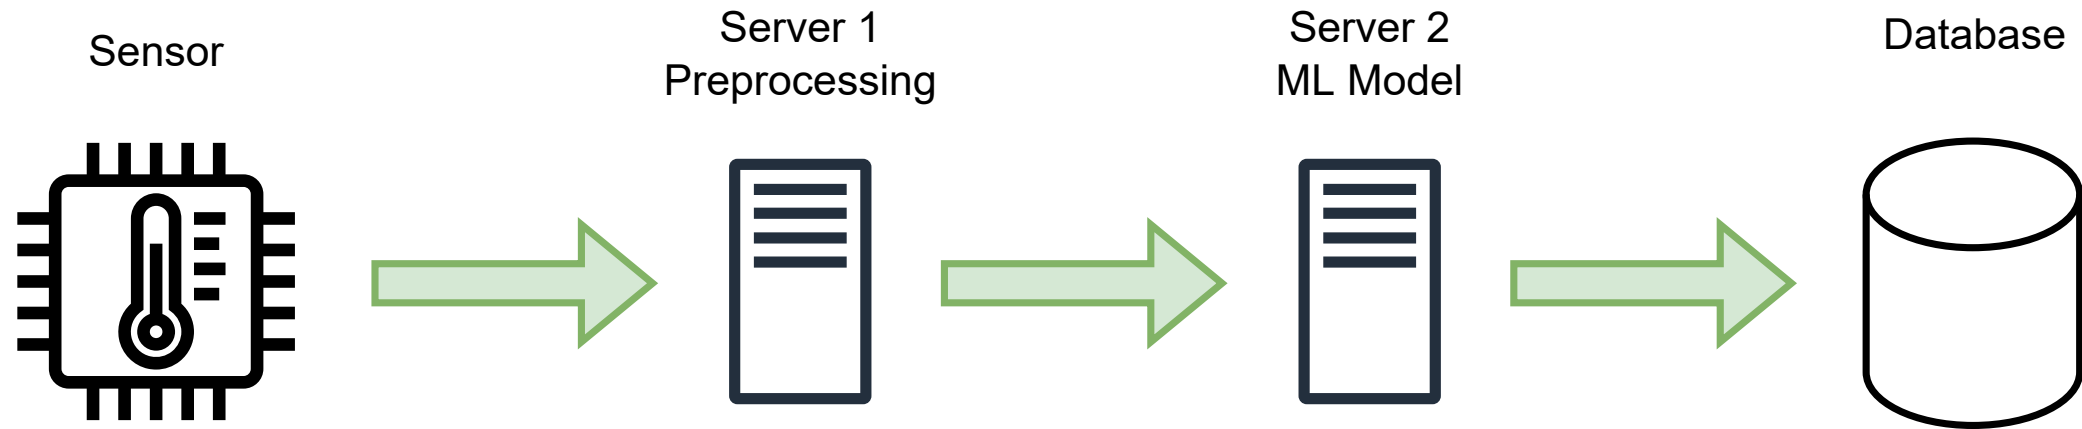 Sensor
Server 1
Preprocessing
Server 2
ML Model
Database